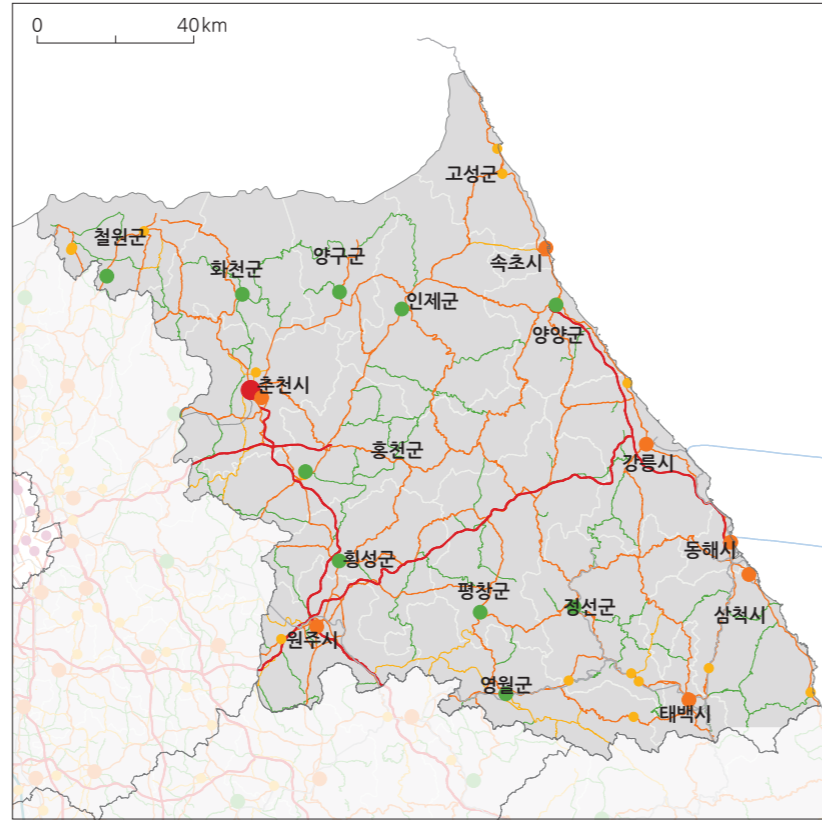 0 40km
고성군
철원군
양구군
속초시
화천군
인제군
양양군
춘천시
홍천군
강릉시
동해시
횡성군
평창군
정선군
삼척시
원주시
영월군
태백시